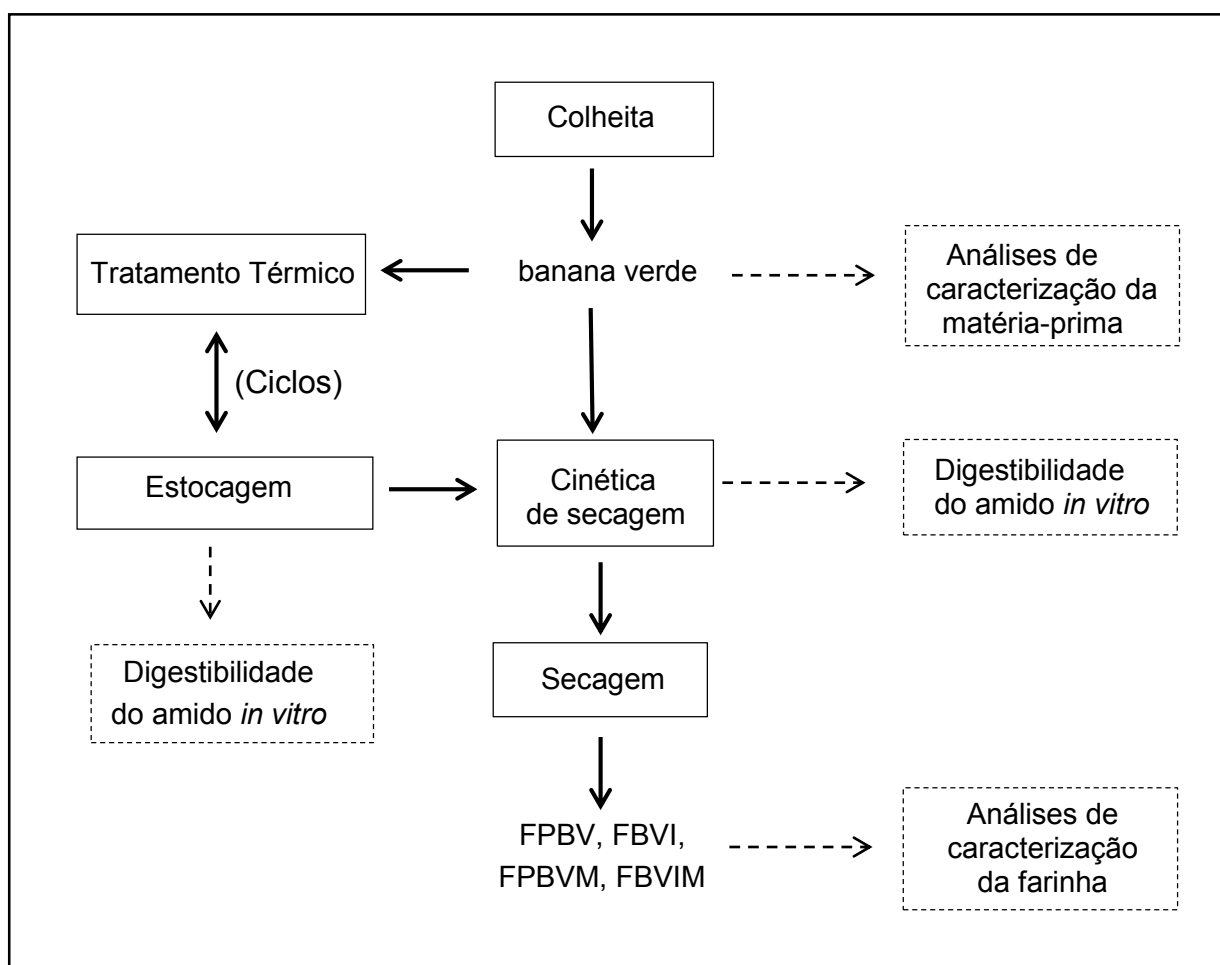 Colheita
Tratamento Térmico
banana verde
Análises de
caracterização da
matéria-prima
(Ciclos)
Estocagem
Cinética
de secagem
Digestibilidade
do amido in vitro
Digestibilidade
do amido in vitro
Secagem
FPBV, FBVI,
FPBVM, FBVIM
Análises de
caracterização
da farinha